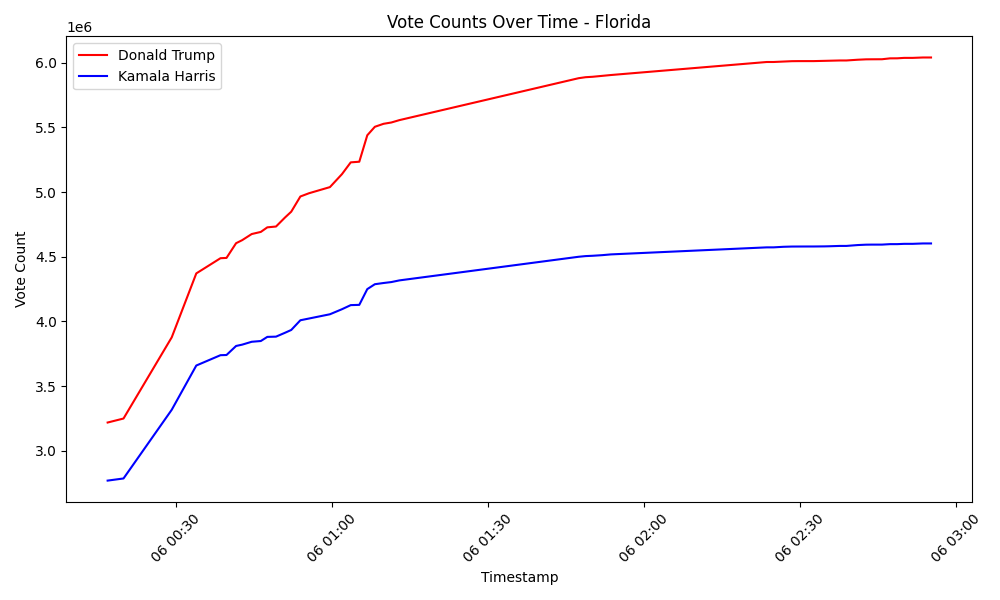 Vote Counts Over Time - Florida
1e6
Donald Trump
Kamala Harris
6.0
5.5
5.0
4.5
4.0
3.5
3.0
Vote Count
06 00:30
06 01:00
06 01:30
06 02:00
06 02:30
06 03:00
Timestamp